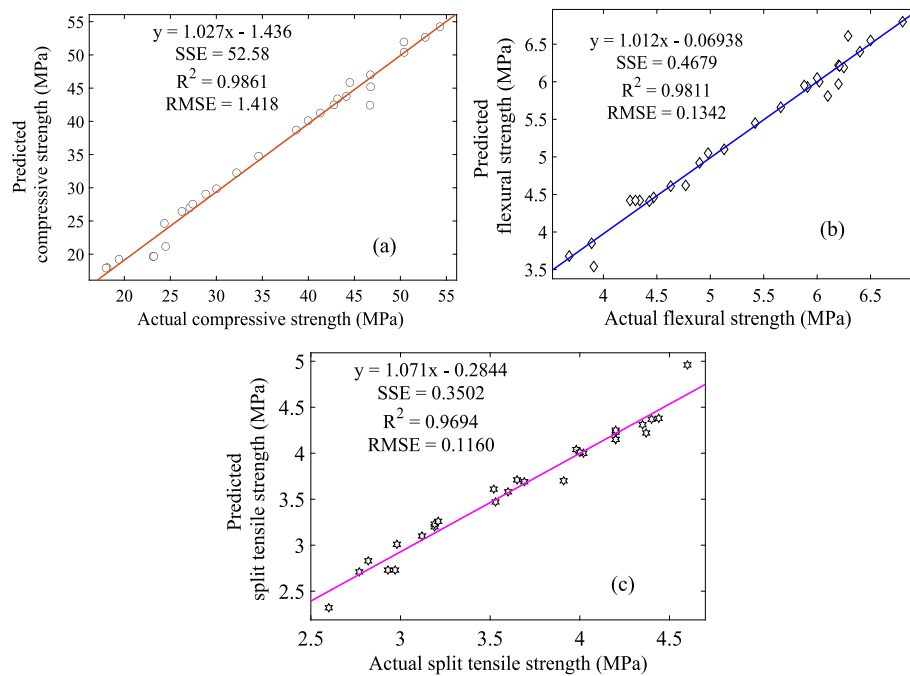 y = 1.027x - 1.436
SSE = 52.58
R² = 0.9861
RMSE = 1.418
(a)
55
50
45
40
35
30
25
20
20 25 30 35 40 45 50 55
Predicted
compressive strength (MPa)
Actual compressive strength (MPa)
y = 1.012x - 0.06938
SSE = 0.4679
R² = 0.9811
RMSE = 0.1342
(b)
6.5
6
5.5
5
4.5
4
3.5
4 4.5 5 5.5 6 6.5
Predicted
flexural strength (MPa)
Actual flexural strength (MPa)
y = 1.071x - 0.2844
SSE = 0.3502
R² = 0.9694
RMSE = 0.1160
(c)
5
4.5
4
3.5
3
2.5
2.5 3 3.5 4 4.5
Predicted
split tensile strength (MPa)
Actual split tensile strength (MPa)